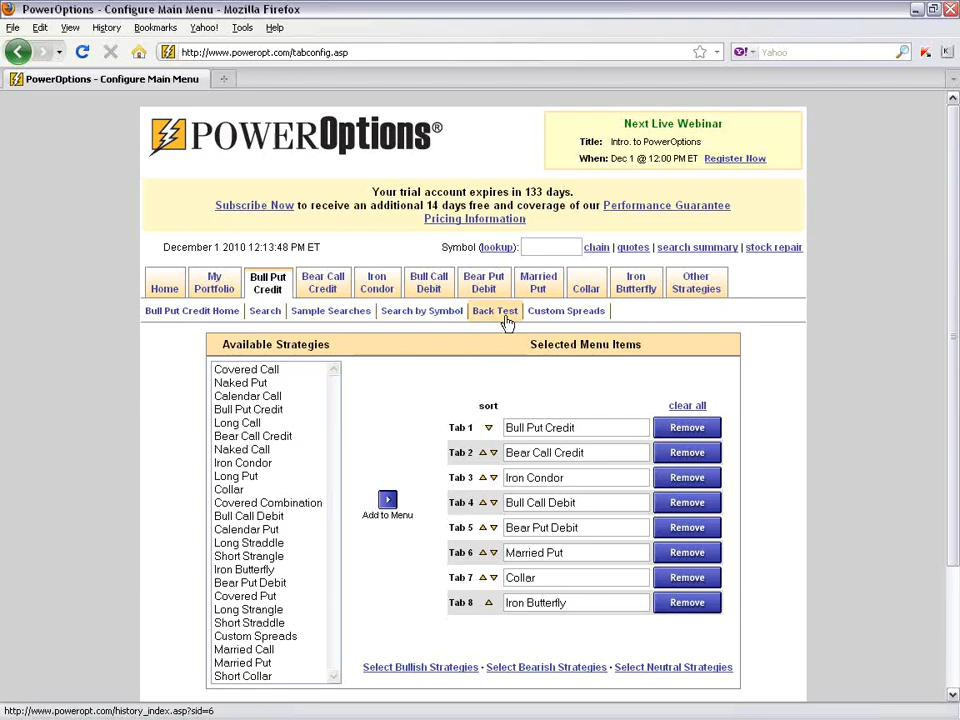 PowerOptions - Configure Main Menu - Mozilla Firefox
File Edit View History Bookmarks Yahoo! Tools Help
http://www.poweropt.com/tabconfig.asp
Yahoo
PowerOptions - Configure Main Menu
POWEROptions®
Next Live Webinar
Title: Intro. to PowerOptions
When: Dec 1 @ 12:00 PM ET Register Now
Your trial account expires in 133 days.
Subscribe Now to receive an additional 14 days free and coverage of our Performance Guarantee
Pricing Information
December 1 2010 12:13:48 PM ET
Symbol (lookup): chain | quotes | search summary | stock repair
Home
My Portfolio
Bull Put Credit
Bear Call Credit
Iron Condor
Bull Call Debit
Bear Put Debit
Married Put
Collar
Iron Butterfly
Other Strategies
Bull Put Credit Home | Search | Sample Searches | Search by Symbol | Back Test | Custom Spreads
Available Strategies
Covered Call
Naked Put
Calendar Call
Bull Put Credit
Long Call
Bear Call Credit
Naked Call
Iron Condor
Long Put
Collar
Covered Combination
Bull Call Debit
Calendar Put
Long Straddle
Short Strangle
Iron Butterfly
Bear Put Debit
Covered Put
Long Strangle
Short Straddle
Custom Spreads
Married Call
Married Put
Short Collar
Add to Menu
Selected Menu Items
sort clear all
Tab 1 Bull Put Credit Remove
Tab 2 Bear Call Credit Remove
Tab 3 Iron Condor Remove
Tab 4 Bull Call Debit Remove
Tab 5 Bear Put Debit Remove
Tab 6 Married Put Remove
Tab 7 Collar Remove
Tab 8 Iron Butterfly Remove
Select Bullish Strategies - Select Bearish Strategies - Select Neutral Strategies
http://www.poweropt.com/history_index.asp?sid=6